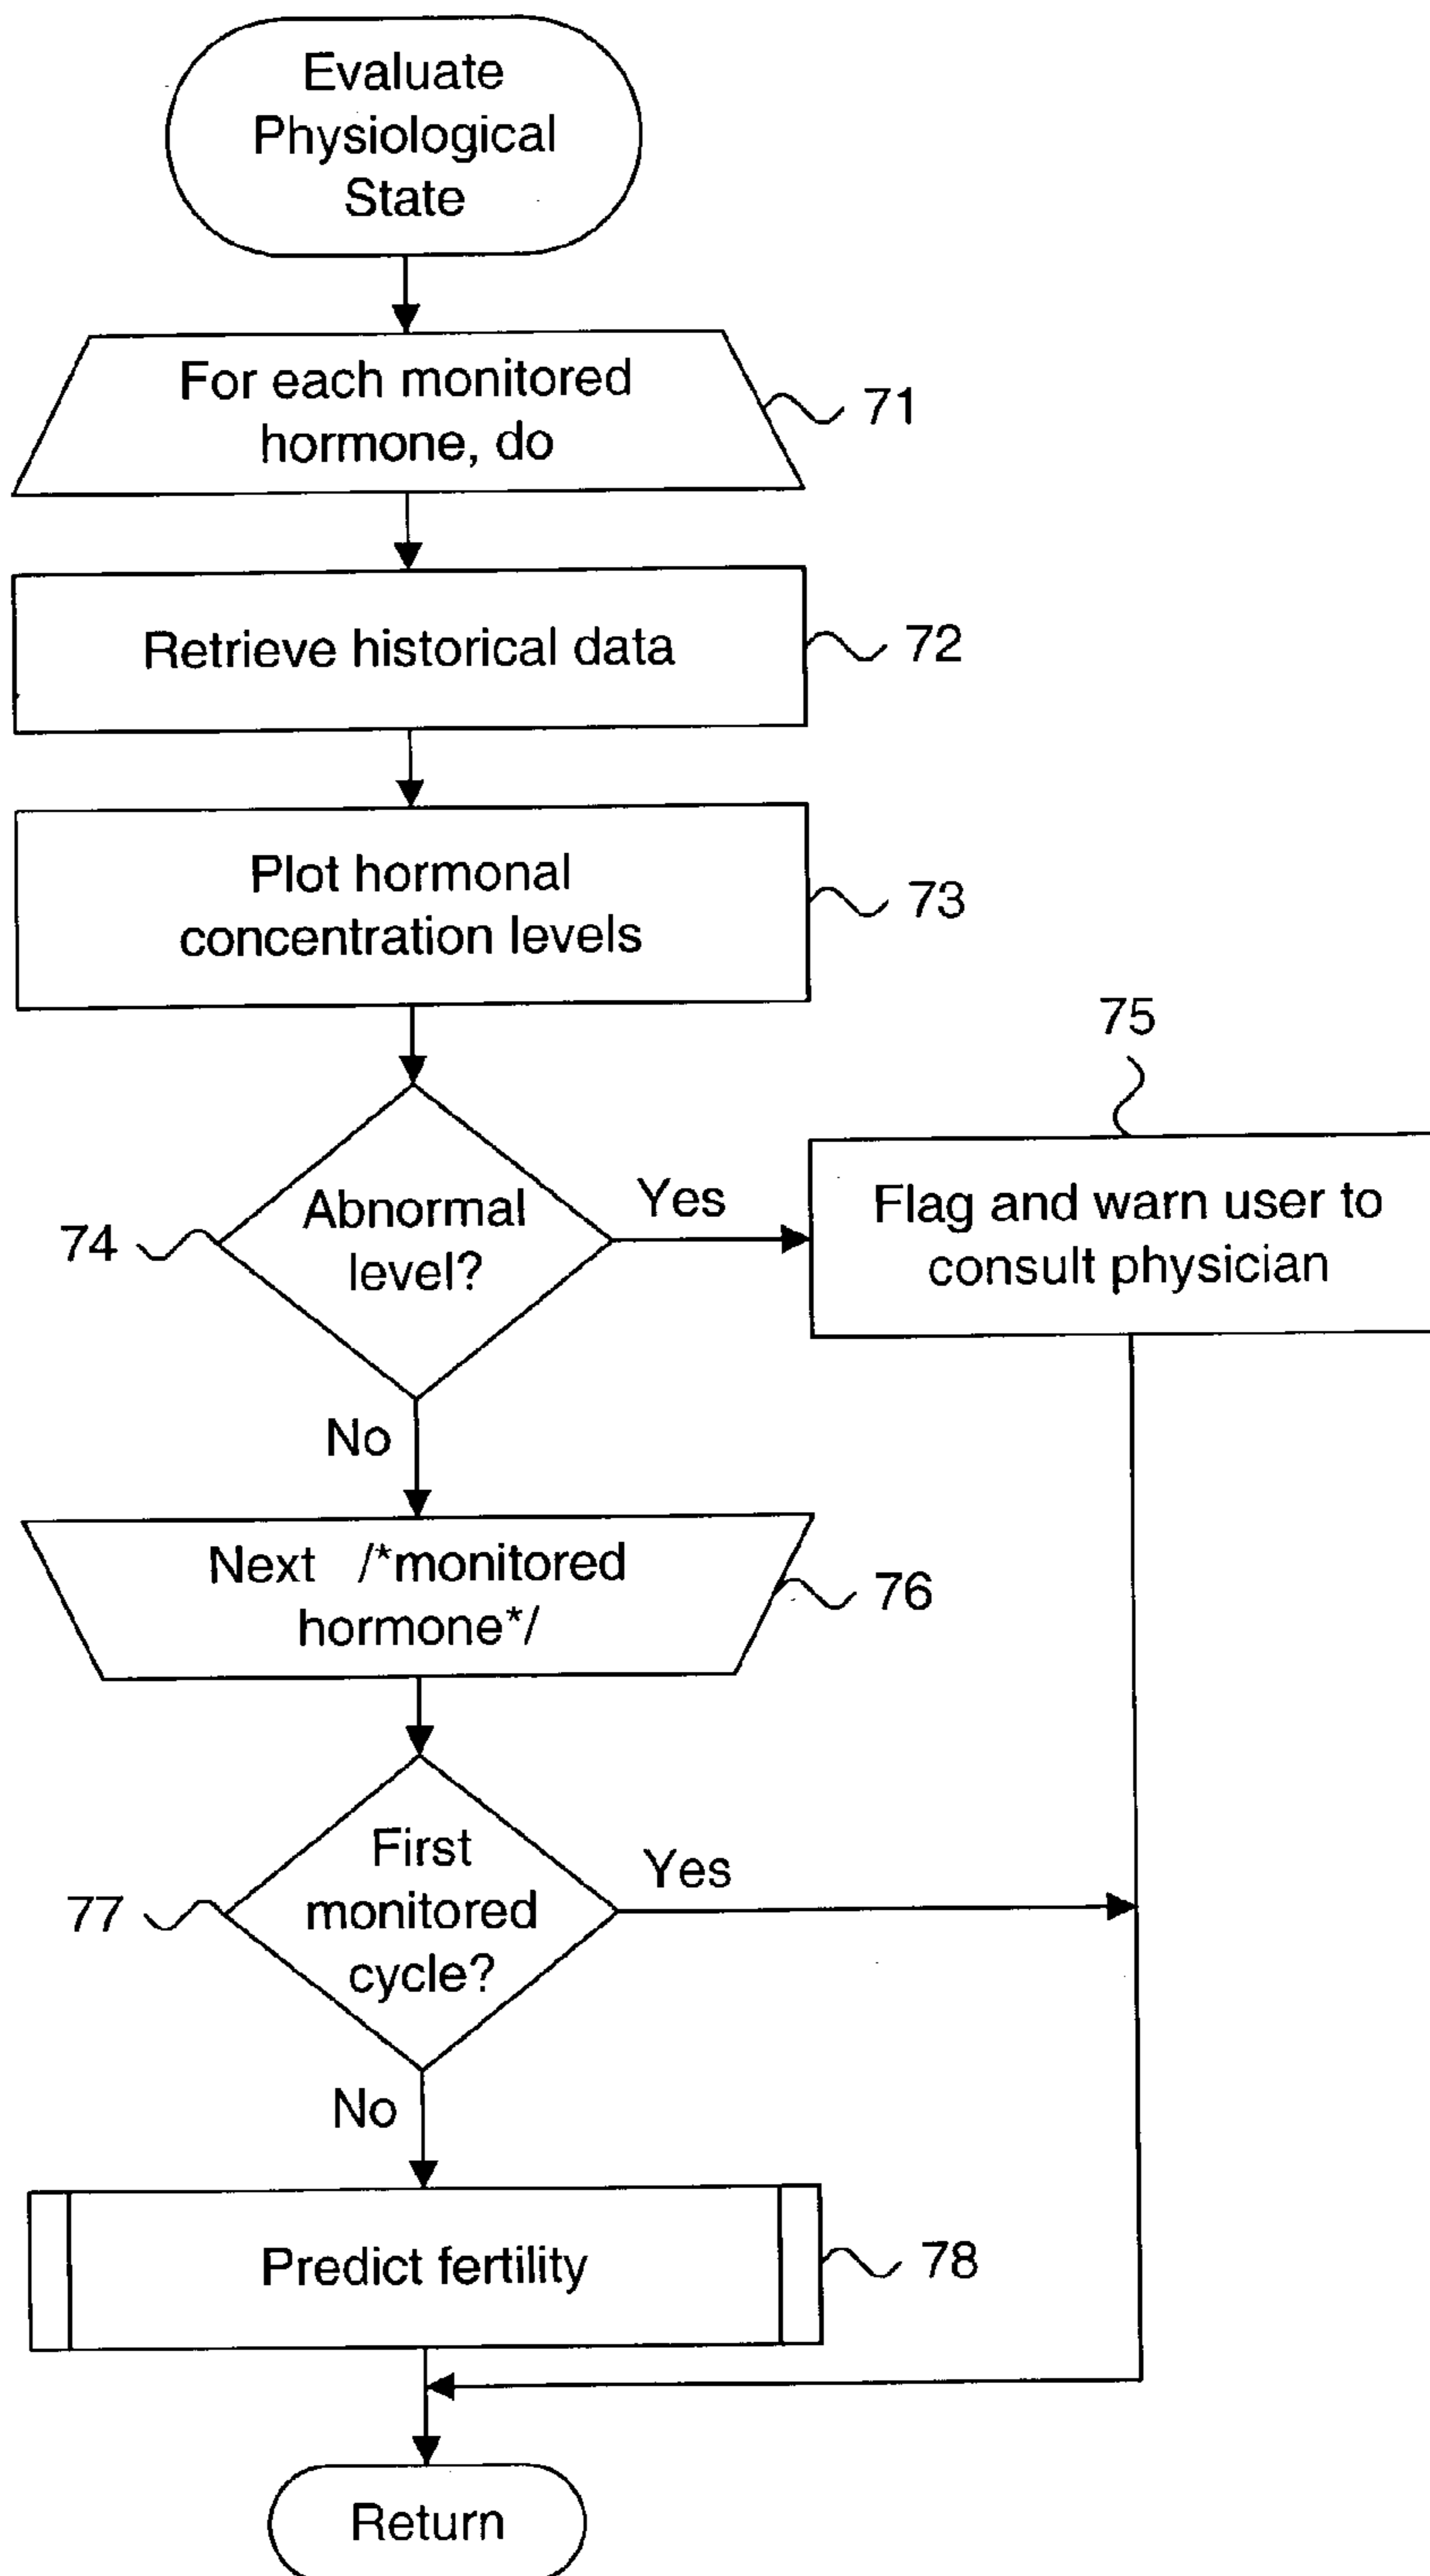 Evaluate
Physiological
State
For each monitored
hormone, do
71
Retrieve historical data
72
Plot hormonal
concentration levels
73
75
Abnormal
level?
74
Yes
Flag and warn user to
consult physician
No
Next /*monitored
hormone*/
76
First
monitored
cycle?
77
Yes
No
Predict fertility
78
Return